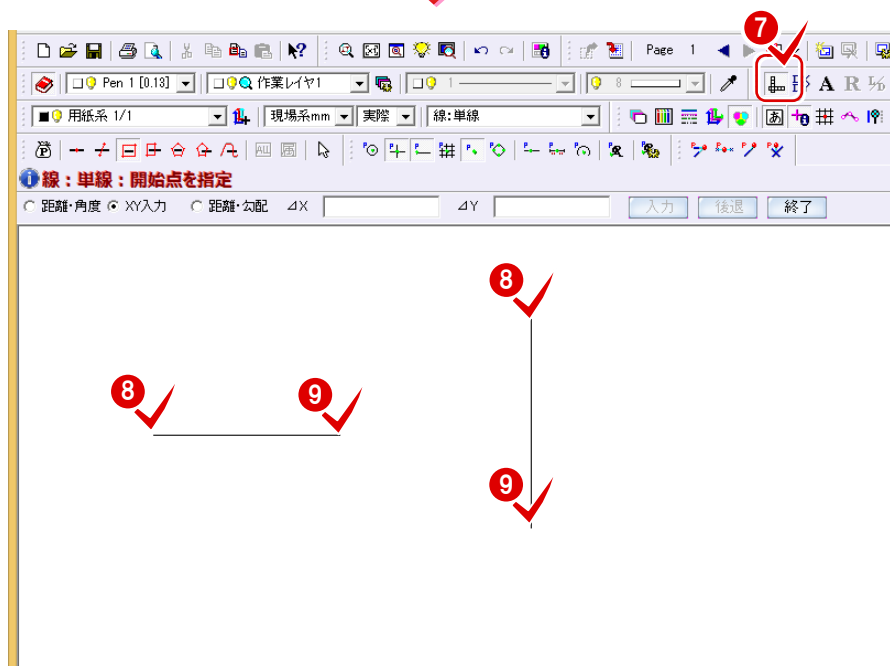 7
Page 1
Pen 1 [0.13] 作業レイヤ1 1 8 A R
用紙系 1/1 現場系mm 実際 線:単線 あ
線:単線:開始点を指定
距離・角度 XY入力 距離・勾配 ⊿X ⊿Y 入力 後退 終了
8
8 9
9